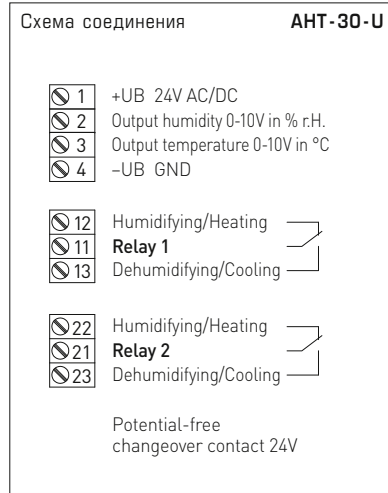 Схема соединения AHT-30-U
1 +UB 24V AC/DC
2 Output humidity 0-10V in % r.H.
3 Output temperature 0-10V in °C
4 –UB GND
12 Humidifying/Heating
11 Relay 1
13 Dehumidifying/Cooling
22 Humidifying/Heating
21 Relay 2
23 Dehumidifying/Cooling
Potential-free
changeover contact 24V